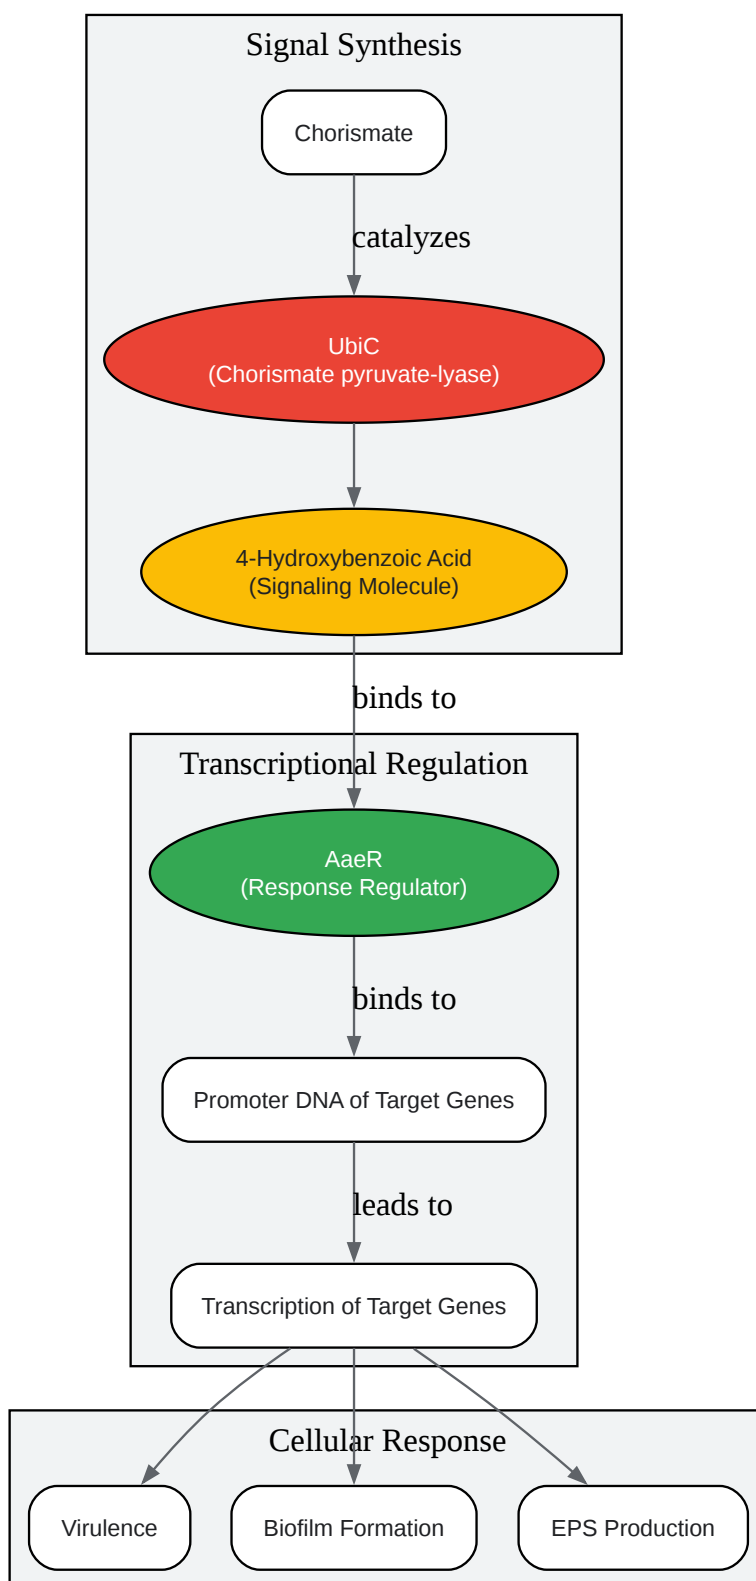 Signal Synthesis
Chorismate
catalyzes
UbiC
(Chorismate pyruvate-lyase)
4-Hydroxybenzoic Acid
(Signaling Molecule)
binds to
Transcriptional Regulation
AaeR
(Response Regulator)
binds to
Promoter DNA of Target Genes
leads to
Transcription of Target Genes
Cellular Response
Virulence
Biofilm Formation
EPS Production